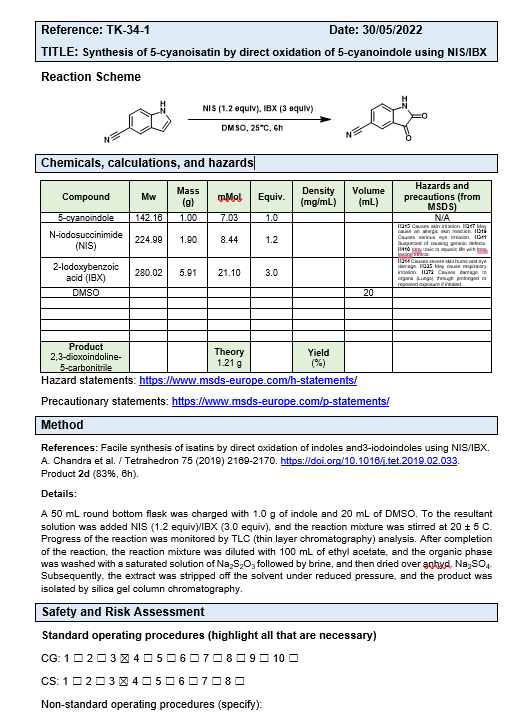 Reference: TK-34-1 Date: 30/05/2022
TITLE: Synthesis of 5-cyanoisatin by direct oxidation of 5-cyanoindole using NIS/IBX
Reaction Scheme
N≡ H N NIS (1.2 equiv), IBX (3 equiv) N≡ H N O O
DMSO, 25°C, 6h
Chemicals, calculations, and hazards
Compound Mw Mass (g) mMol Equiv. Density (mg/mL) Volume (mL) Hazards and precautions (from MSDS)
5-cyanoindole 142.16 1.00 7.03 1.0 N/A
N-iodosuccinimide (NIS) 224.99 1.90 8.44 1.2
H315 Causes skin irritation. H317 May
cause an allergic skin reaction. H319
Causes serious eye irritation. H341
Suspected of causing genetic defects.
H410 Very toxic to aquatic life with long
lasting effects.
2-Iodoxybenzoic acid (IBX) 280.02 5.91 21.10 3.0
H314 Causes severe skin burns and eye
damage. H335 May cause respiratory
irritation. H372 Causes damage to
organs (Lungs) through prolonged or
repeated exposure if inhaled.
DMSO 20
Product
2,3-dioxoindoline-
5-carbonitrile
Theory
1.21 g
Yield
(%)
Hazard statements: https://www.msds-europe.com/h-statements/
Precautionary statements: https://www.msds-europe.com/p-statements/
Method
References: Facile synthesis of isatins by direct oxidation of indoles and3-iodoindoles using NIS/IBX.
A. Chandra et al. / Tetrahedron 75 (2019) 2169-2170. https://doi.org/10.1016/j.tet.2019.02.033.
Product 2d (83%, 6h).
Details:
A 50 mL round bottom flask was charged with 1.0 g of indole and 20 mL of DMSO. To the resultant
solution was added NIS (1.2 equiv)/IBX (3.0 equiv), and the reaction mixture was stirred at 20 ± 5 C.
Progress of the reaction was monitored by TLC (thin layer chromatography) analysis. After completion
of the reaction, the reaction mixture was diluted with 100 mL of ethyl acetate, and the organic phase
was washed with a saturated solution of Na₂S₂O₃ followed by brine, and then dried over anhyd. Na₂SO₄.
Subsequently, the extract was stripped off the solvent under reduced pressure, and the product was
isolated by silica gel column chromatography.
Safety and Risk Assessment
Standard operating procedures (highlight all that are necessary)
CG: 1 ☐ 2 ☐ 3 ☒ 4 ☐ 5 ☐ 6 ☐ 7 ☐ 8 ☐ 9 ☐ 10 ☐
CS: 1 ☐ 2 ☐ 3 ☒ 4 ☐ 5 ☐ 6 ☐ 7 ☐ 8 ☐
Non-standard operating procedures (specify):